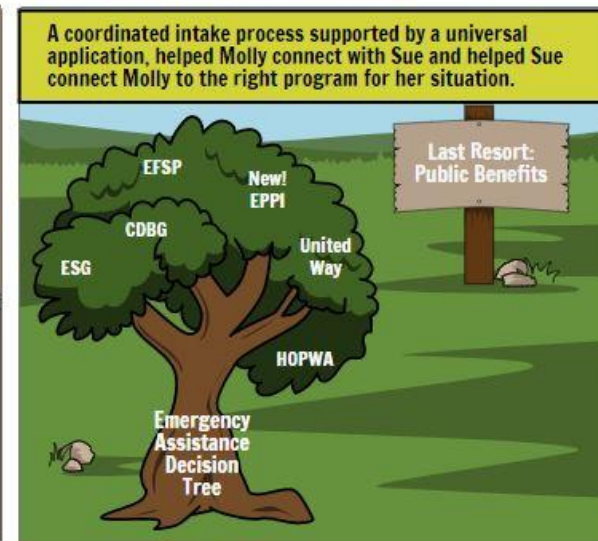 A coordinated intake process supported by a universal
application, helped Molly connect with Sue and helped Sue
connect Molly to the right program for her situation.
EFSP
New!
EPPI
CDBG
ESG
United
Way
HOPWA
Emergency
Assistance
Decision
Tree
Last Resort:
Public Benefits